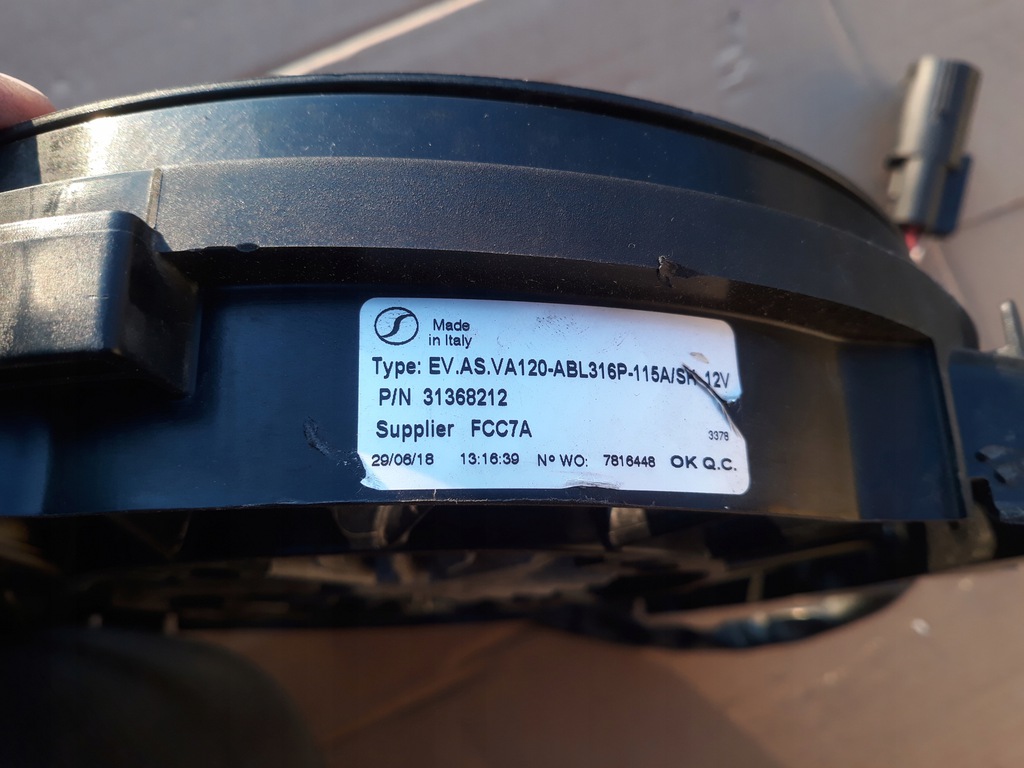 Made
in Italy
Type: EV.AS.VA120-ABL316P-115A/SH 12V
P/N 31368212
Supplier FCC7A
3378
29/06/18 13:16:39 Nº WO: 7816448 OK Q.C.